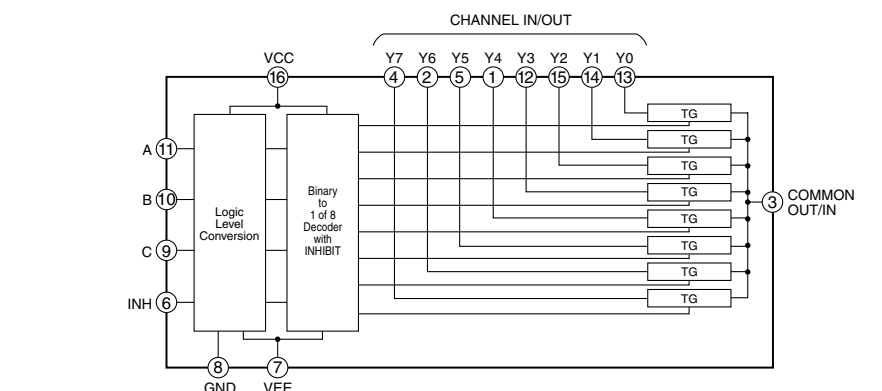 CHANNEL IN/OUT
VCC Y7 Y6 Y5 Y4 Y3 Y2 Y1 Y0
16 4 2 5 1 12 15 14 13
TG
TG
A 11
TG
B 10
Logic
Level
Conversion
Binary
to
1 of 8
Decoder
with
INHIBIT
TG
3 COMMON
OUT/IN
TG
C 9
TG
TG
INH 6
TG
8 7
GND VEE